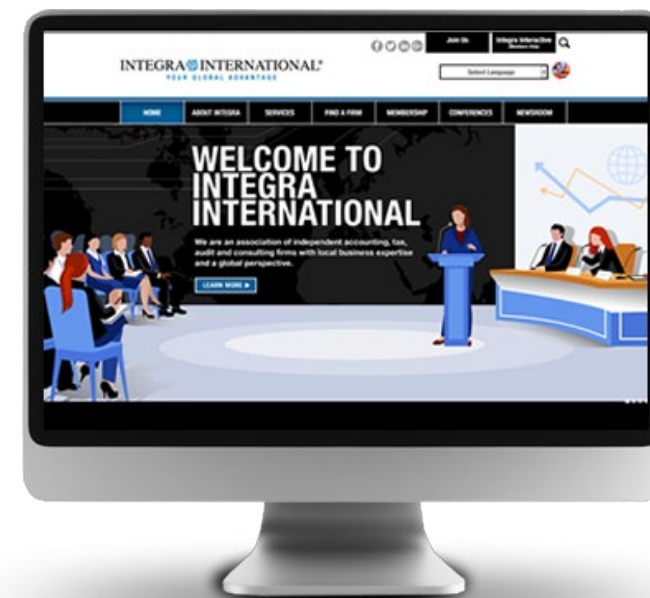 Join Us
Integra Interactive
(Members Only)
INTEGRA INTERNATIONAL®
YOUR GLOBAL ADVANTAGE
Select Language
HOME ABOUT INTEGRA SERVICES FIND A FIRM MEMBERSHIP CONFERENCES NEWSROOM
WELCOME TO
INTEGRA
INTERNATIONAL
We are an association of independent accounting, tax,
audit and consulting firms with local business expertise
and a global perspective.
LEARN MORE